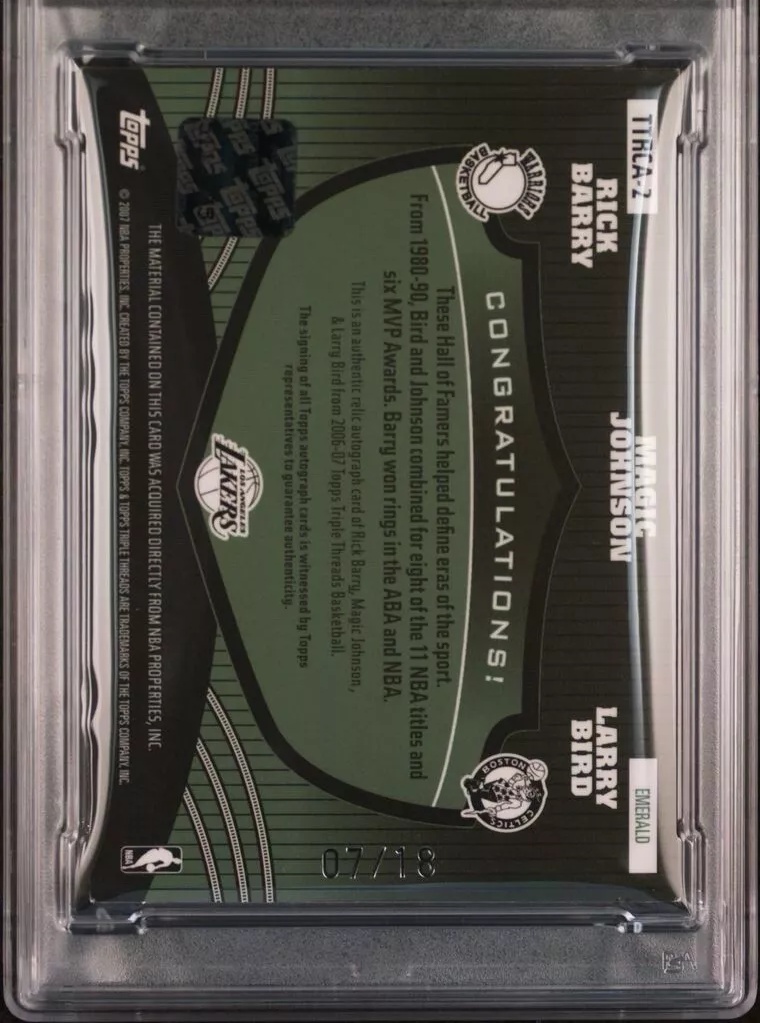 TTRCA-2
EMERALD
RICK
BARRY
MAGIC
JOHNSON
LARRY
BIRD
WARRIORS
BASKETBALL
BOSTON
CELTICS
CONGRATULATIONS!
These Hall of Famers helped define eras of the sport.
From 1980-90, Bird and Johnson combined for eight of the 11 NBA titles and
six MVP Awards. Barry won rings in the ABA and NBA.
This is an authentic relic autograph card of Rick Barry, Magic Johnson,
& Larry Bird from 2006-07 Topps Triple Threads Basketball.
The signing of all Topps autograph cards is witnessed by Topps
representatives to guarantee authenticity.
07/18
LOS ANGELES
LAKERS
Topps
Topps
THE MATERIAL CONTAINED ON THIS CARD WAS ACQUIRED DIRECTLY FROM NBA PROPERTIES, INC.
topps
© 2007 NBA PROPERTIES, INC. CREATED BY THE TOPPS COMPANY, INC. TOPPS & TOPPS TRIPLE THREADS ARE TRADEMARKS OF THE TOPPS COMPANY, INC.
NBA